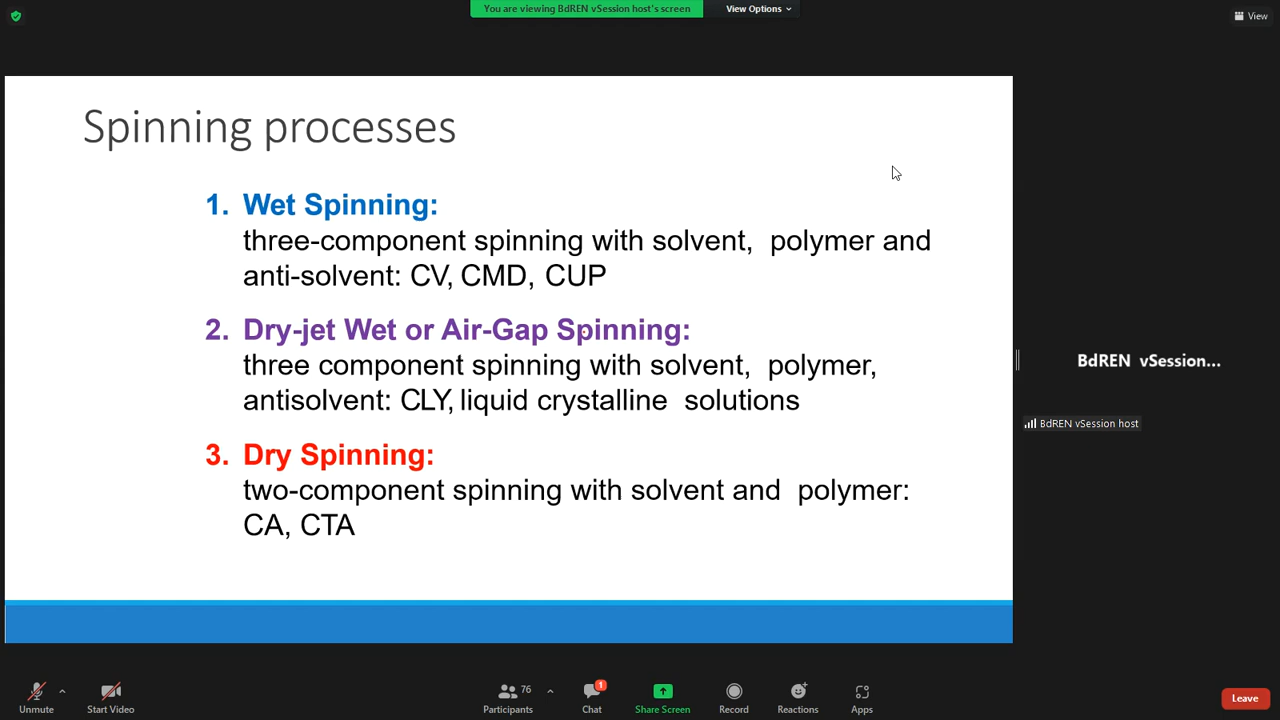 You are viewing BdREN vSession host's screen
View Options
View
Spinning processes
1. Wet Spinning:
three-component spinning with solvent, polymer and
anti-solvent: CV, CMD, CUP
2. Dry-jet Wet or Air-Gap Spinning:
three component spinning with solvent, polymer,
antisolvent: CLY, liquid crystalline solutions
3. Dry Spinning:
two-component spinning with solvent and polymer:
CA, CTA
BdREN vSession...
BdREN vSession host
Unmute
Start Video
76
Participants
1
Chat
Share Screen
Record
Reactions
Apps
Leave